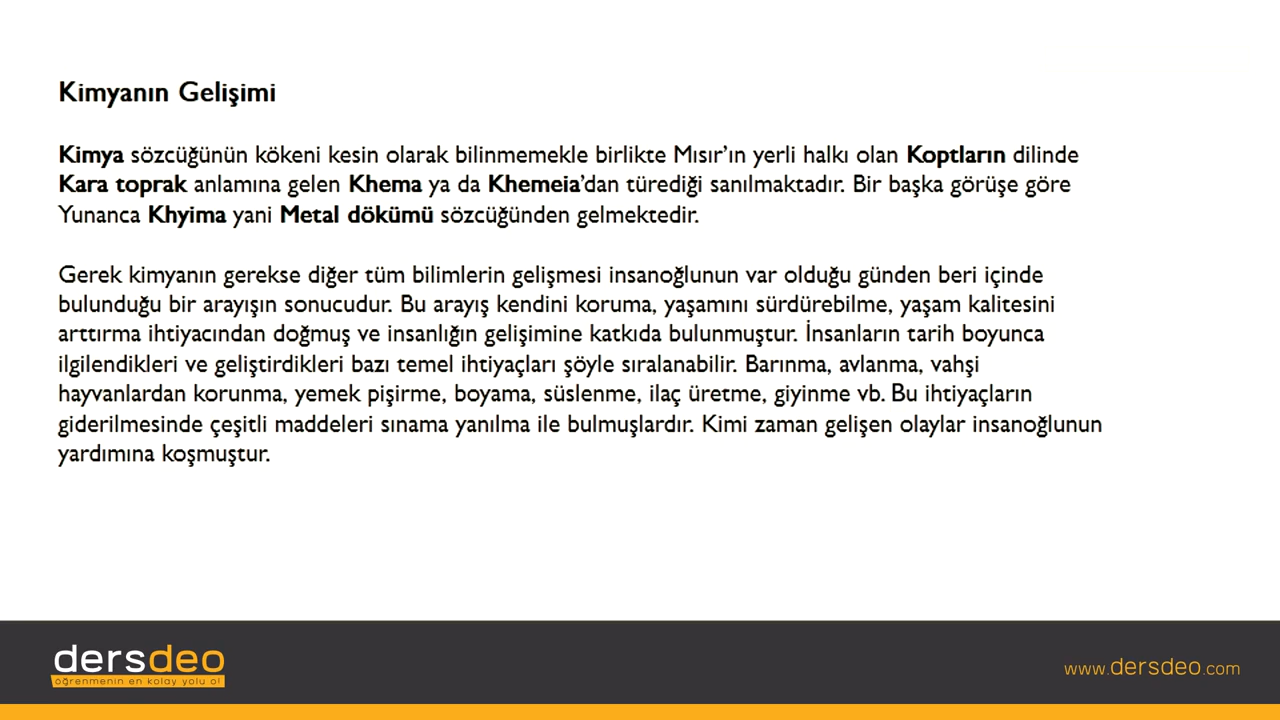 Kimyanın Gelişimi
Kimya sözcüğünün kökeni kesin olarak bilinmemekle birlikte Mısır’ın yerli halkı olan Koptların dilinde
Kara toprak anlamına gelen Khema ya da Khemeia’dan türediği sanılmaktadır. Bir başka görüşe göre
Yunanca Khyima yani Metal dökümü sözcüğünden gelmektedir.
Gerek kimyanın gerekse diğer tüm bilimlerin gelişmesi insanoğlunun var olduğu günden beri içinde
bulunduğu bir arayışın sonucudur. Bu arayış kendini koruma, yaşamını sürdürebilme, yaşam kalitesini
arttırma ihtiyacından doğmuş ve insanlığın gelişimine katkıda bulunmuştur. İnsanların tarih boyunca
ilgilendikleri ve geliştirdikleri bazı temel ihtiyaçları şöyle sıralanabilir. Barınma, avlanma, vahşi
hayvanlardan korunma, yemek pişirme, boyama, süslenme, ilaç üretme, giyinme vb. Bu ihtiyaçların
giderilmesinde çeşitli maddeleri sınama yanılma ile bulmuşlardır. Kimi zaman gelişen olaylar insanoğlunun
yardımına koşmuştur.
dersdeo
öğrenmenin en kolay yolu o!
www.dersdeo.com